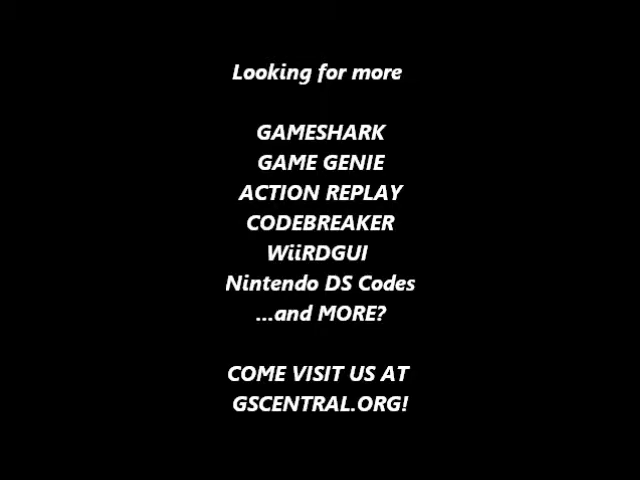 Looking for more
GAMESHARK
GAME GENIE
ACTION REPLAY
CODEBREAKER
WiiRDGUI
Nintendo DS Codes
...and MORE?
COME VISIT US AT
GSCENTRAL.ORG!